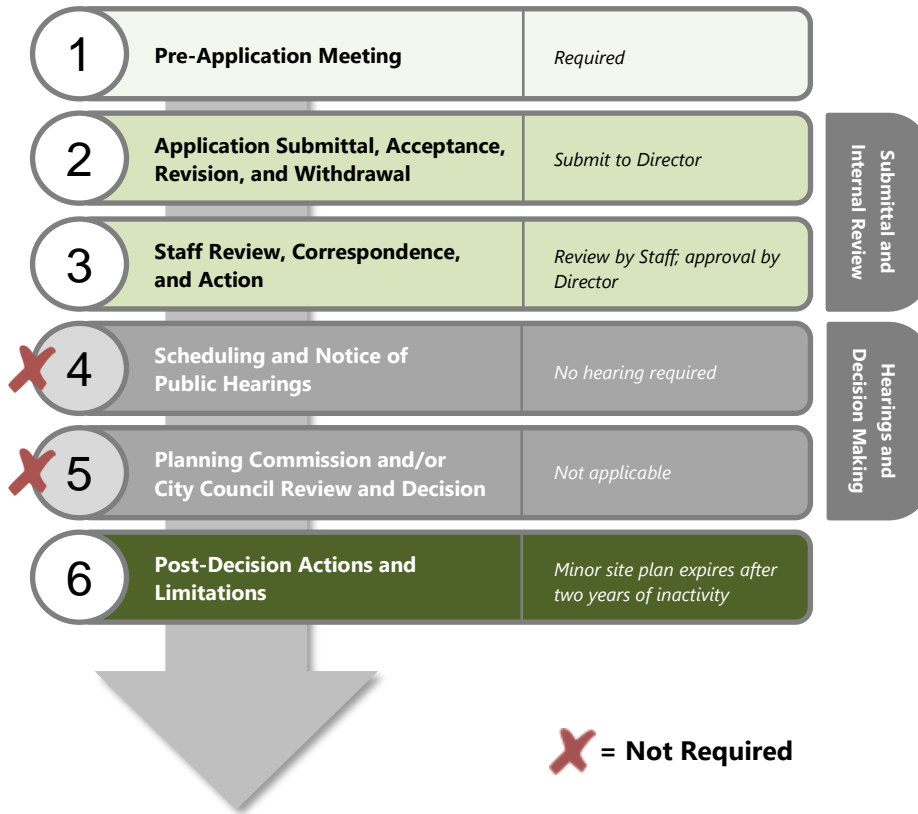 1
Pre-Application Meeting
Required
2
Application Submittal, Acceptance,
Revision, and Withdrawal
Submit to Director
3
Staff Review, Correspondence,
and Action
Review by Staff; approval by
Director
Submittal and
Internal Review
4
Scheduling and Notice of
Public Hearings
No hearing required
5
Planning Commission and/or
City Council Review and Decision
Not applicable
Hearings and
Decision Making
6
Post-Decision Actions and
Limitations
Minor site plan expires after
two years of inactivity
= Not Required